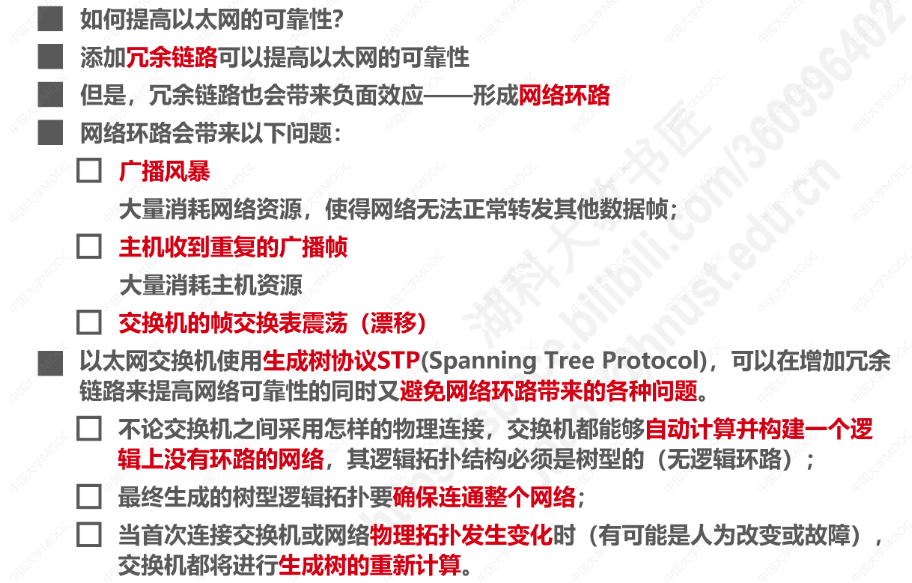 如何提高以太网的可靠性？
添加冗余链路可以提高以太网的可靠性
但是，冗余链路也会带来负面效应——形成网络环路
网络环路会带来以下问题：
广播风暴
大量消耗网络资源，使得网络无法正常转发其他数据帧；
主机收到重复的广播帧
大量消耗主机资源
交换机的帧交换表震荡（漂移）
以太网交换机使用生成树协议STP(Spanning Tree Protocol)，可以在增加冗余
链路来提高网络可靠性的同时又避免网络环路带来的各种问题。
不论交换机之间采用怎样的物理连接，交换机都能够自动计算并构建一个逻
辑上没有环路的网络，其逻辑拓扑结构必须是树型的（无逻辑环路）；
最终生成的树型逻辑拓扑要确保连通整个网络；
当首次连接交换机或网络物理拓扑发生变化时（有可能是人为改变或故障），
交换机都将进行生成树的重新计算。